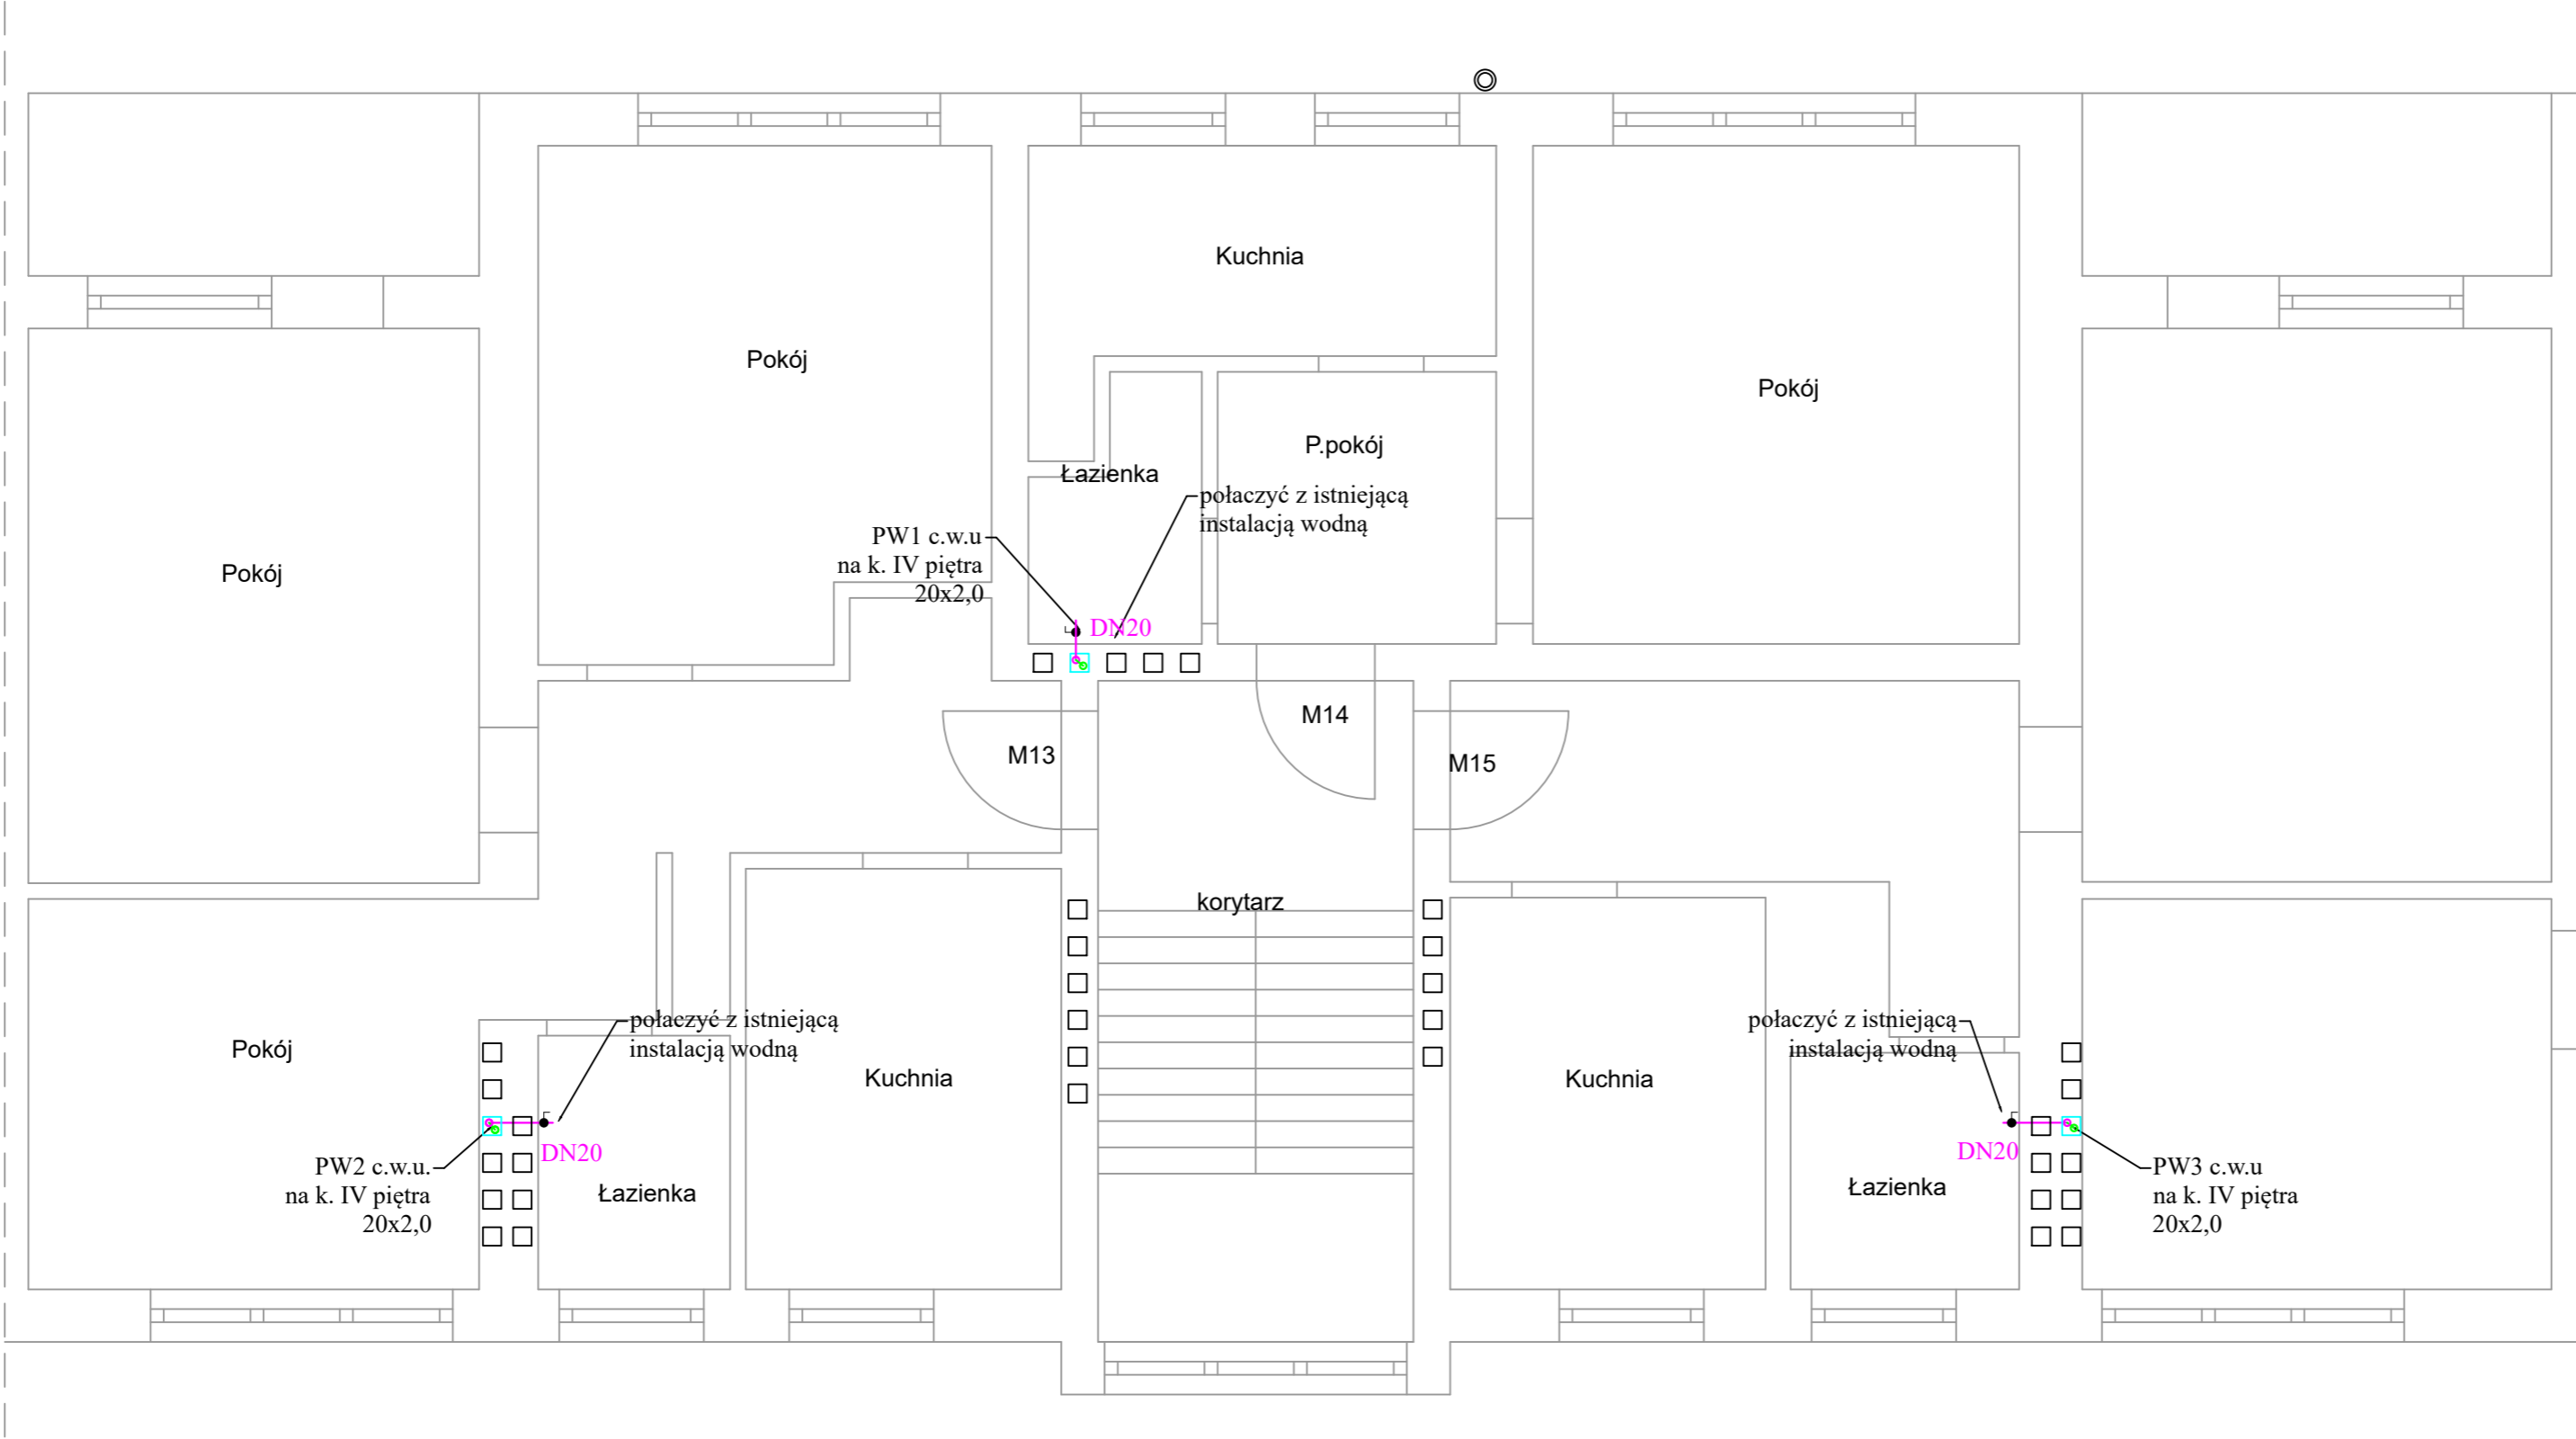 Kuchnia
Pokój
Pokój
P.pokój
Łazienka
połaczyć z istniejącą
instalacją wodną
PW1 c.w.u
na k. IV piętra
20x2,0
Pokój
DN20
M14
M13
M15
korytarz
połaczyć z istniejącą
instalacją wodną
połaczyć z istniejącą
instalacją wodną
Pokój
Kuchnia
Kuchnia
DN20
DN20
PW2 c.w.u.
na k. IV piętra
20x2,0
Łazienka
Łazienka
PW3 c.w.u
na k. IV piętra
20x2,0